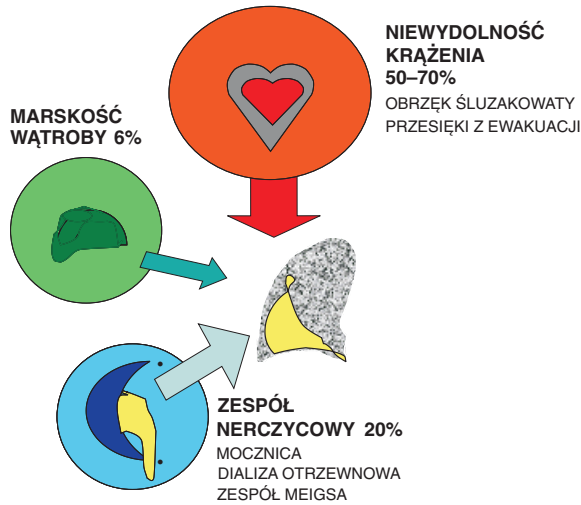 NIEWYDOLNOŚĆ
KRĄŻENIA
50–70%
OBRZĘK ŚLUZAKOWATY
PRZESIĘKI Z EWAKUACJI
MARSKOŚĆ
WĄTROBY 6%
ZESPÓŁ
NERCZYCOWY 20%
MOCZNICA
DIALIZA OTRZEWNOWA
ZESPÓŁ MEIGSA